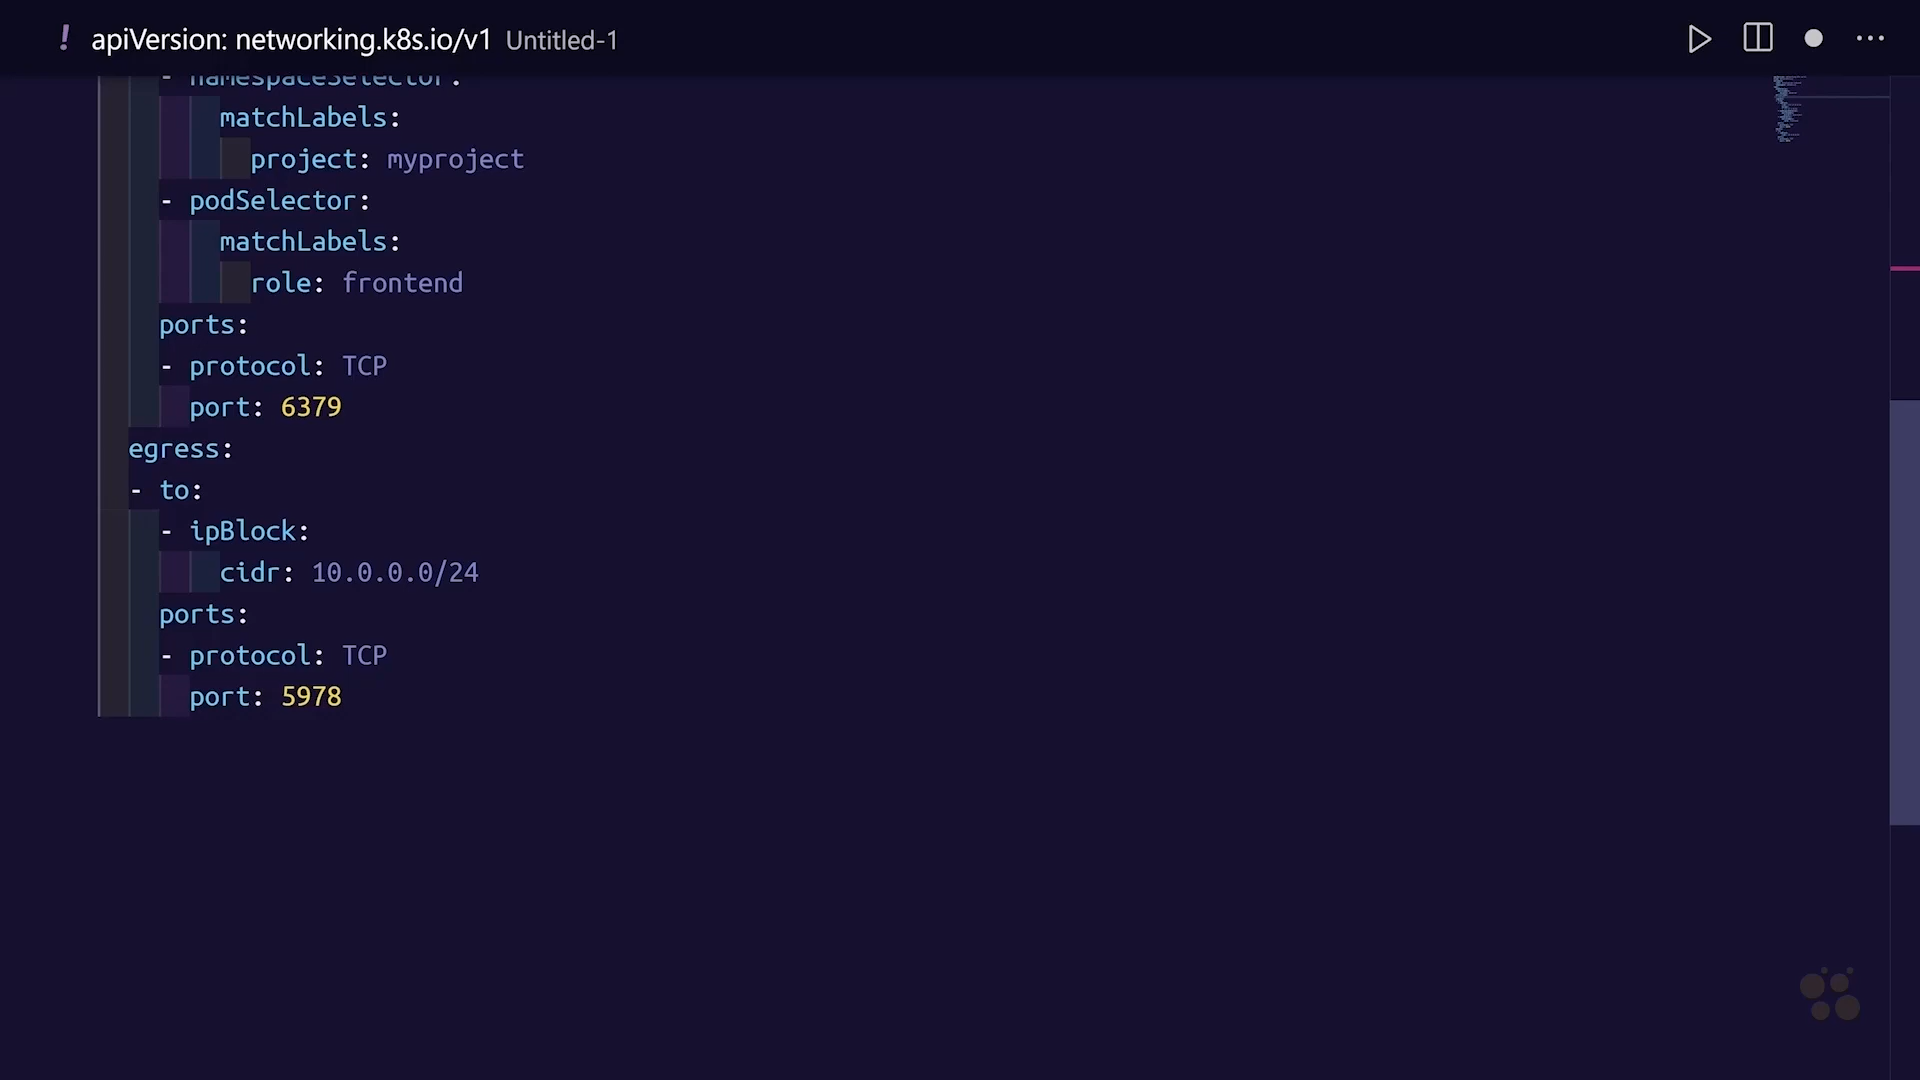 ! apiVersion: networking.k8s.io/v1 Untitled-1
- namespaceSelector:
matchLabels:
project: myproject
- podSelector:
matchLabels:
role: frontend
ports:
- protocol: TCP
port: 6379
egress:
- to:
- ipBlock:
cidr: 10.0.0.0/24
ports:
- protocol: TCP
port: 5978